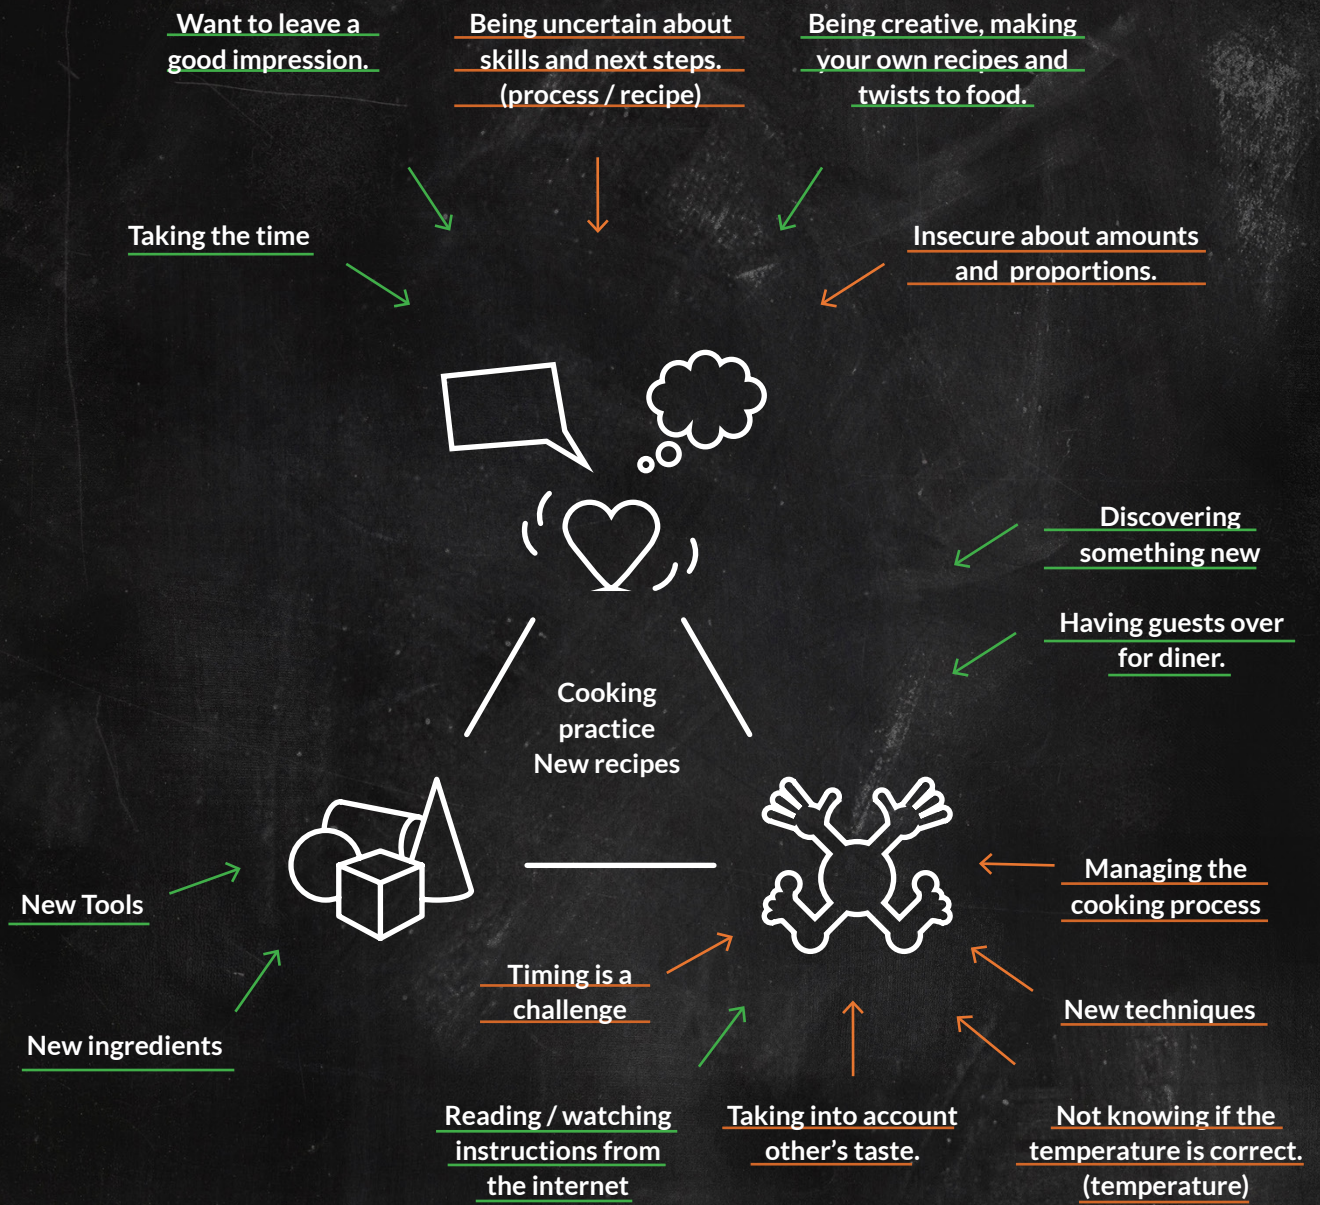 Want to leave a
good impression.
Being uncertain about
skills and next steps.
(process / recipe)
Being creative, making
your own recipes and
twists to food.
Taking the time
Insecure about amounts
and  proportions.
Discovering
something new
Having guests over
for diner.
Cooking
practice
New recipes
New Tools
Managing the
cooking process
Timing is a
challenge
New techniques
New ingredients
Reading / watching
instructions from
the internet
Taking into account
other’s taste.
Not knowing if the
temperature is correct.
(temperature)